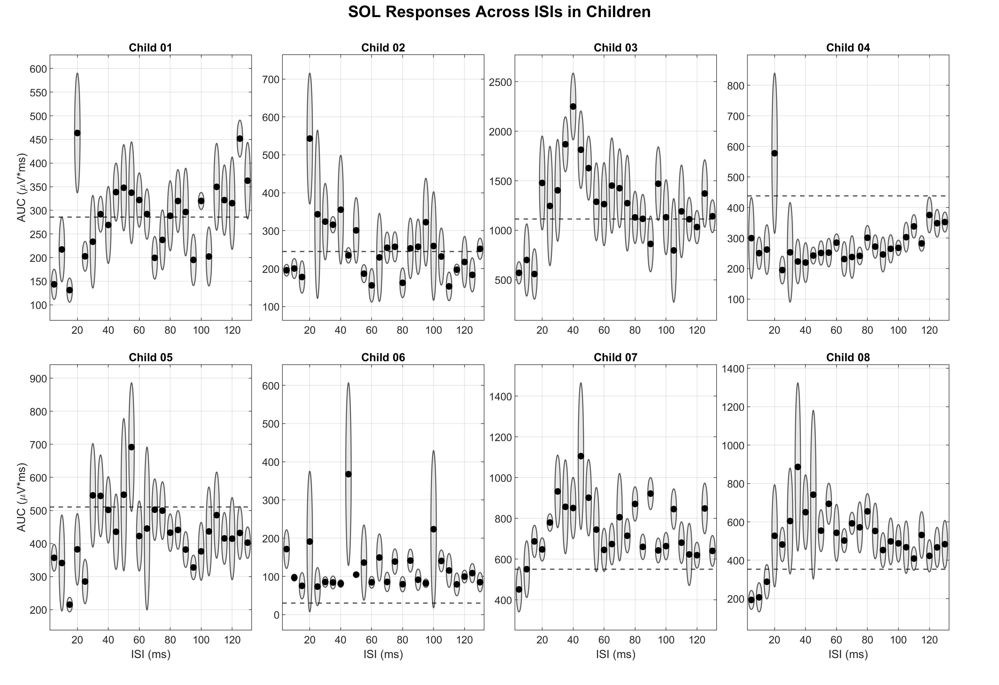 SOL Responses Across ISIs in Children
Child 01
Child 02
Child 03
Child 04
600
550
500
450
400
350
300
250
200
150
100
AUC (μV*ms)
20 40 60 80 100 120
700
600
500
400
300
200
100
20 40 60 80 100 120
2500
2000
1500
1000
500
20 40 60 80 100 120
800
700
600
500
400
300
200
100
20 40 60 80 100 120
Child 05
Child 06
Child 07
Child 08
900
800
700
600
500
400
300
200
AUC (μV*ms)
20 40 60 80 100 120
ISI (ms)
600
500
400
300
200
100
0
20 40 60 80 100 120
ISI (ms)
1400
1200
1000
800
600
400
20 40 60 80 100 120
ISI (ms)
1400
1200
1000
800
600
400
200
20 40 60 80 100 120
ISI (ms)